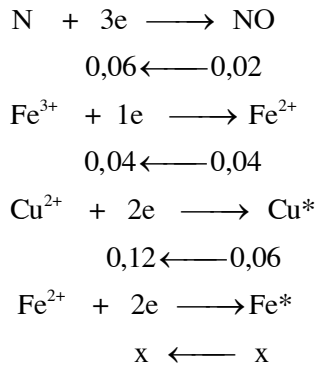 N + 3e ⟶ NO
0,06 ⟵ 0,02
Fe³⁺ + 1e ⟶ Fe²⁺
0,04 ⟵ 0,04
Cu²⁺ + 2e ⟶ Cu*
0,12 ⟵ 0,06
Fe²⁺ + 2e ⟶ Fe*
x ⟵ x